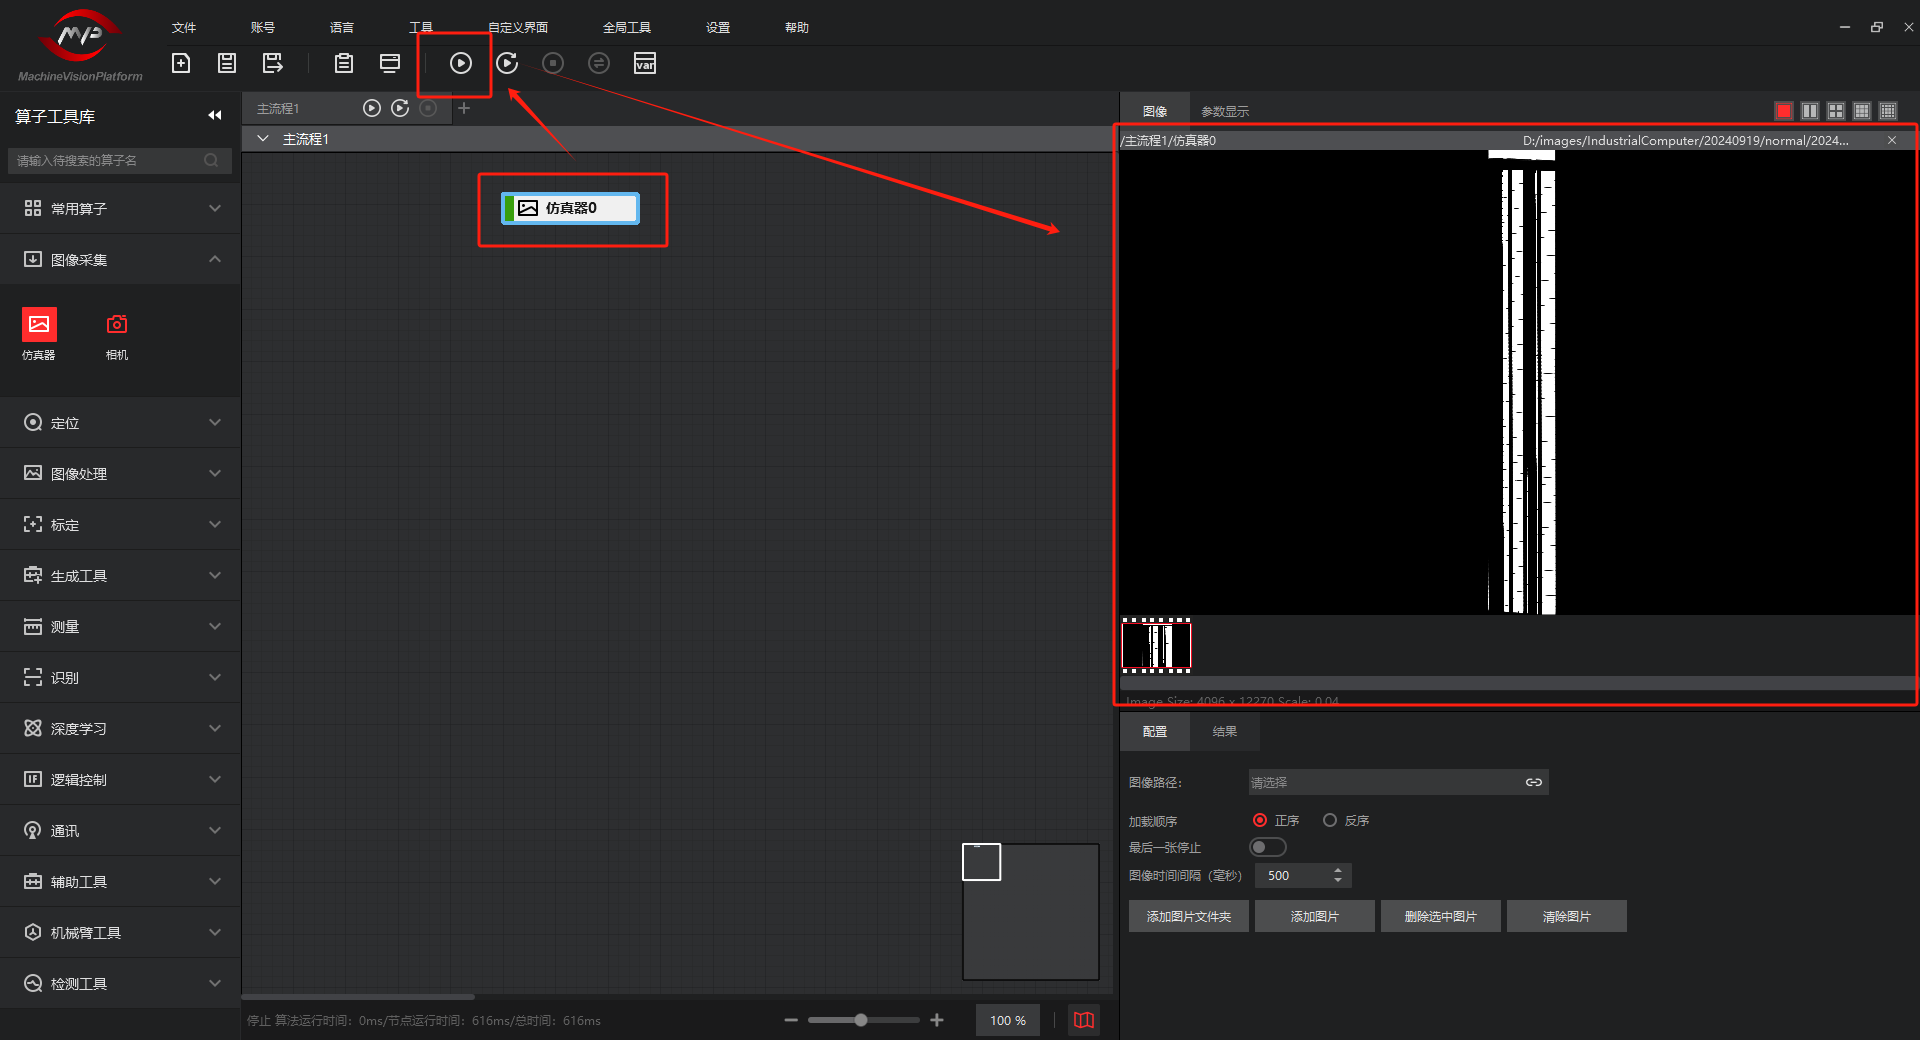 文件 账号 语言 工具 自定义界面 全局工具 设置 帮助
MVP
MachineVisionPlatform
var
算子工具库
主流程1
图像 参数显示
主流程1
/主流程1/仿真器0 D:/images/IndustrialComputer/20240919/normal/2024...
请输入待搜索的算子名
仿真器0
常用算子
图像采集
仿真器 相机
定位
图像处理
标定
生成工具
测量
识别
深度学习
IF 逻辑控制
通讯
辅助工具
机械臂工具
检测工具
Image Size: 4096 x 12270 Scale: 0.04
配置 结果
图像路径: 请选择
加载顺序 正序 反序
最后一张停止
图像时间间隔（毫秒） 500
添加图片文件夹 添加图片 删除选中图片 清除图片
停止 算法运行时间：0ms/节点运行时间：616ms/总时间：616ms
100 %